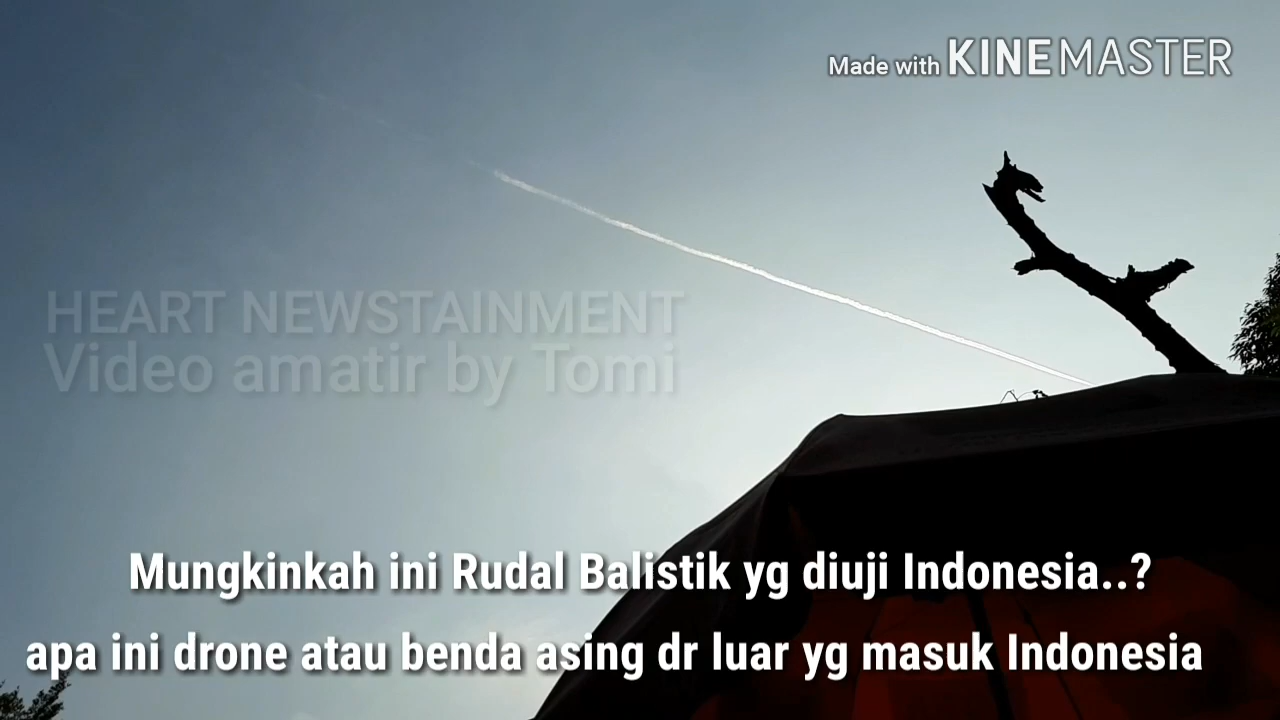 Made with KINEMASTER
HEART NEWSTAINMENT
Video amatir by Tomi
Mungkinkah ini Rudal Balistik yg diuji Indonesia..?
apa ini drone atau benda asing dr luar yg masuk Indonesia